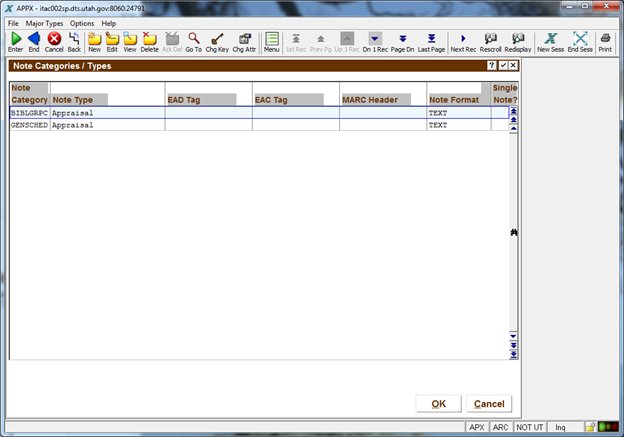 APPX - itac002sp.dts.utah.gov:8060:24791
File Major Types Options Help
Enter End Cancel Back New Edit View Delete Ack Del Go To Chg Key Chg Attr Menu 1st Rec Prev Pg Up 1 Rec Dn 1 Rec Page Dn Last Page Next Rec Rescroll Redisplay New Sess End Sess Print
Note Categories / Types
Note Single
Category Note Type EAD Tag EAC Tag MARC Header Note Format Note?
BIBLGRPC Appraisal TEXT
GENSCHED Appraisal TEXT
OK Cancel
APX ARC NOT UT Inq